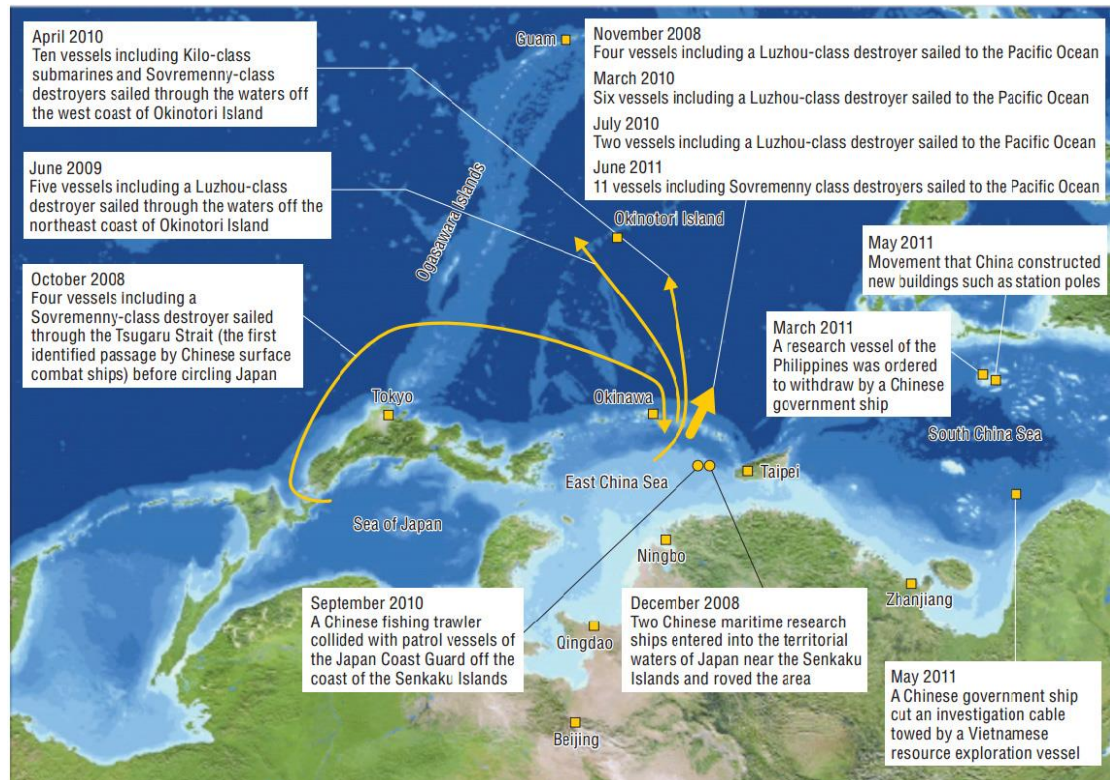 April 2010
Ten vessels including Kilo-class
submarines and Sovremenny-class
destroyers sailed through the waters off
the west coast of Okinotori Island
June 2009
Five vessels including a Luzhou-class
destroyer sailed through the waters off the
northeast coast of Okinotori Island
October 2008
Four vessels including a
Sovremenny-class destroyer sailed
through the Tsugaru Strait (the first
identified passage by Chinese surface
combat ships) before circling Japan
Guam
Ogasawara Islands
November 2008
Four vessels including a Luzhou-class destroyer sailed to the Pacific Ocean
March 2010
Six vessels including a Luzhou-class destroyer sailed to the Pacific Ocean
July 2010
Two vessels including a Luzhou-class destroyer sailed to the Pacific Ocean
June 2011
11 vessels including Sovremenny class destroyers sailed to the Pacific Ocean
Okinotori Island
May 2011
Movement that China constructed
new buildings such as station poles
March 2011
A research vessel of the
Philippines was ordered
to withdraw by a Chinese
government ship
South China Sea
Tokyo
Okinawa
East China Sea
Taipei
Sea of Japan
Ningbo
Zhanjiang
Qingdao
Beijing
September 2010
A Chinese fishing trawler
collided with patrol vessels of
the Japan Coast Guard off the
coast of the Senkaku Islands
December 2008
Two Chinese maritime research
ships entered into the territorial
waters of Japan near the Senkaku
Islands and roved the area
May 2011
A Chinese government ship
cut an investigation cable
towed by a Vietnamese
resource exploration vessel